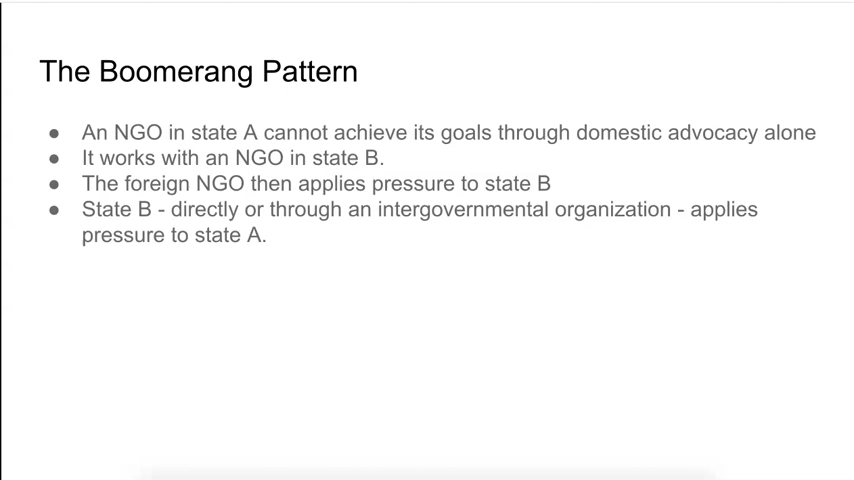 The Boomerang Pattern
● An NGO in state A cannot achieve its goals through domestic advocacy alone
● It works with an NGO in state B.
● The foreign NGO then applies pressure to state B
● State B - directly or through an intergovernmental organization - applies
pressure to state A.